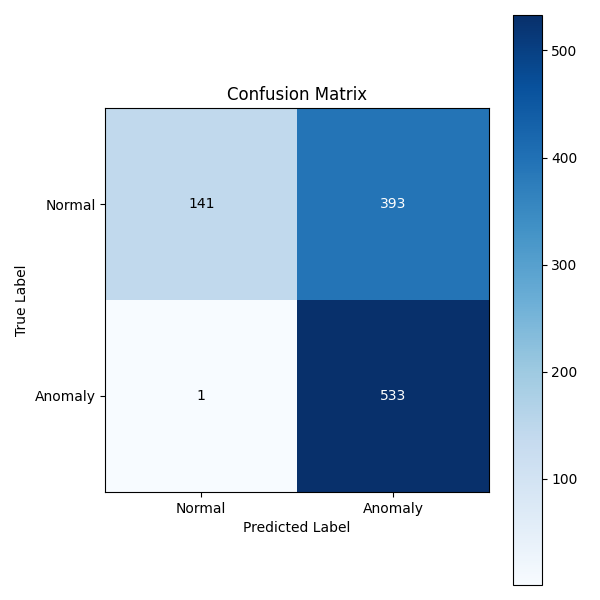 Confusion Matrix
500
400
300
200
100
True Label
Normal
141
393
Anomaly
1
533
Normal
Anomaly
Predicted Label